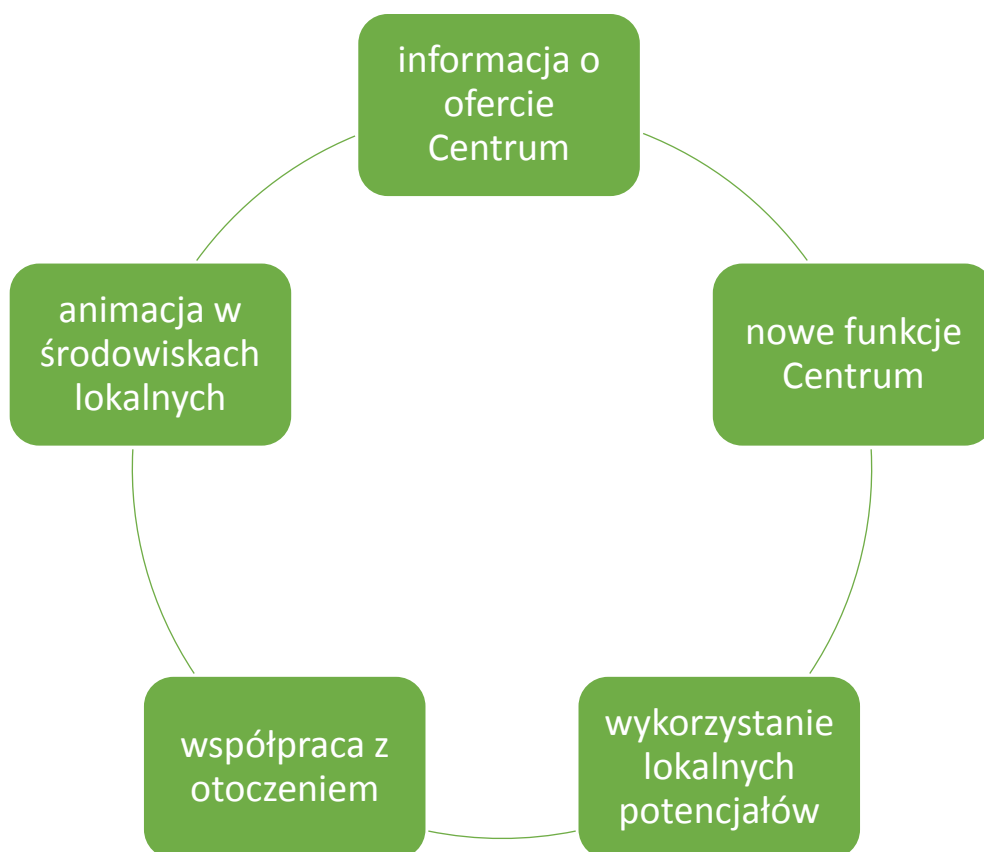 informacja o
ofercie
Centrum
nowe funkcje
Centrum
wykorzystanie
lokalnych
potencjałów
współpraca z
otoczeniem
animacja w
środowiskach
lokalnych